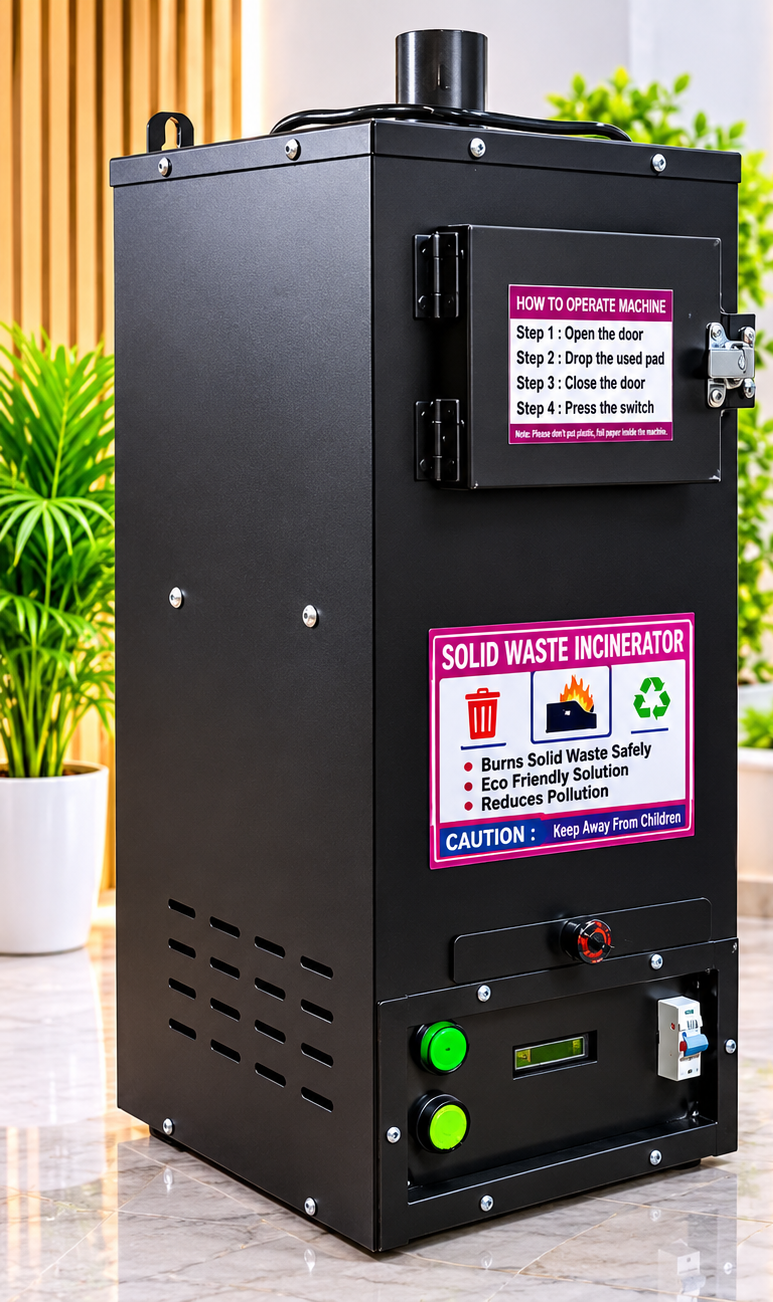 HOW TO OPERATE MACHINE
Step 1 : Open the door
Step 2 : Drop the used pad
Step 3 : Close the door
Step 4 : Press the switch
Note: Please don't put plastic, foil paper inside the machine.
SOLID WASTE INCINERATOR
Burns Solid Waste Safely
Eco Friendly Solution
Reduces Pollution
CAUTION : Keep Away From Children